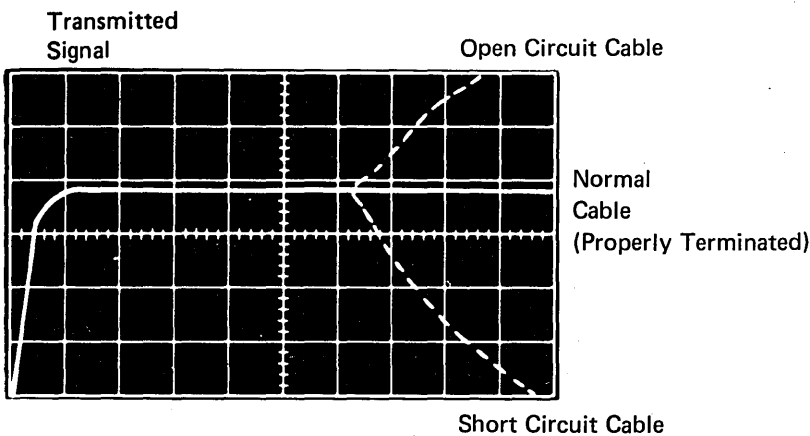 Transmitted
Signal
Open Circuit Cable
Normal
Cable
(Properly Terminated)
Short Circuit Cable